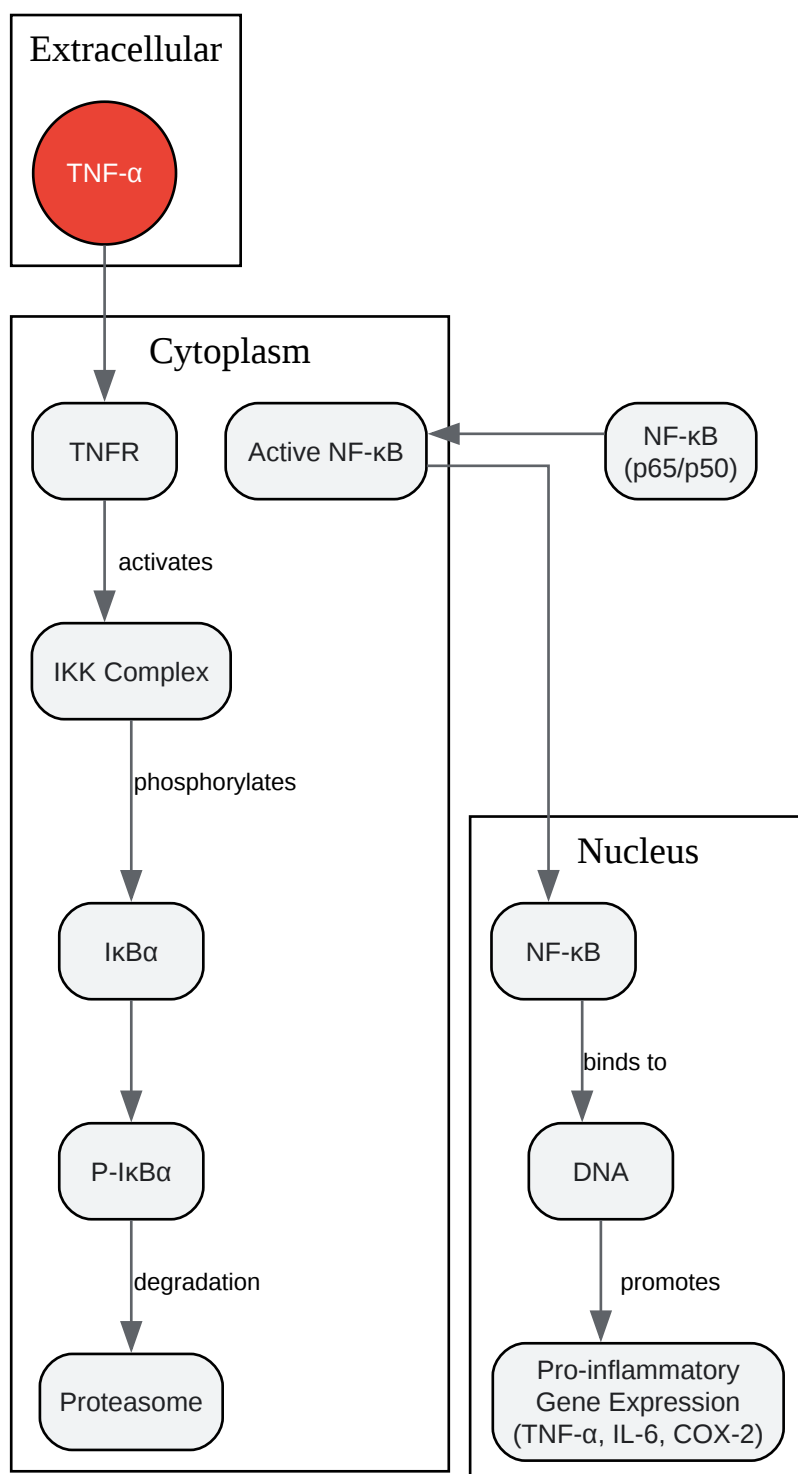 Extracellular
TNF-α
Cytoplasm
TNFR
Active NF-κB
NF-κB
(p65/p50)
activates
IKK Complex
phosphorylates
IκBα
P-IκBα
degradation
Proteasome
Nucleus
NF-κB
binds to
DNA
promotes
Pro-inflammatory
Gene Expression
(TNF-α, IL-6, COX-2)